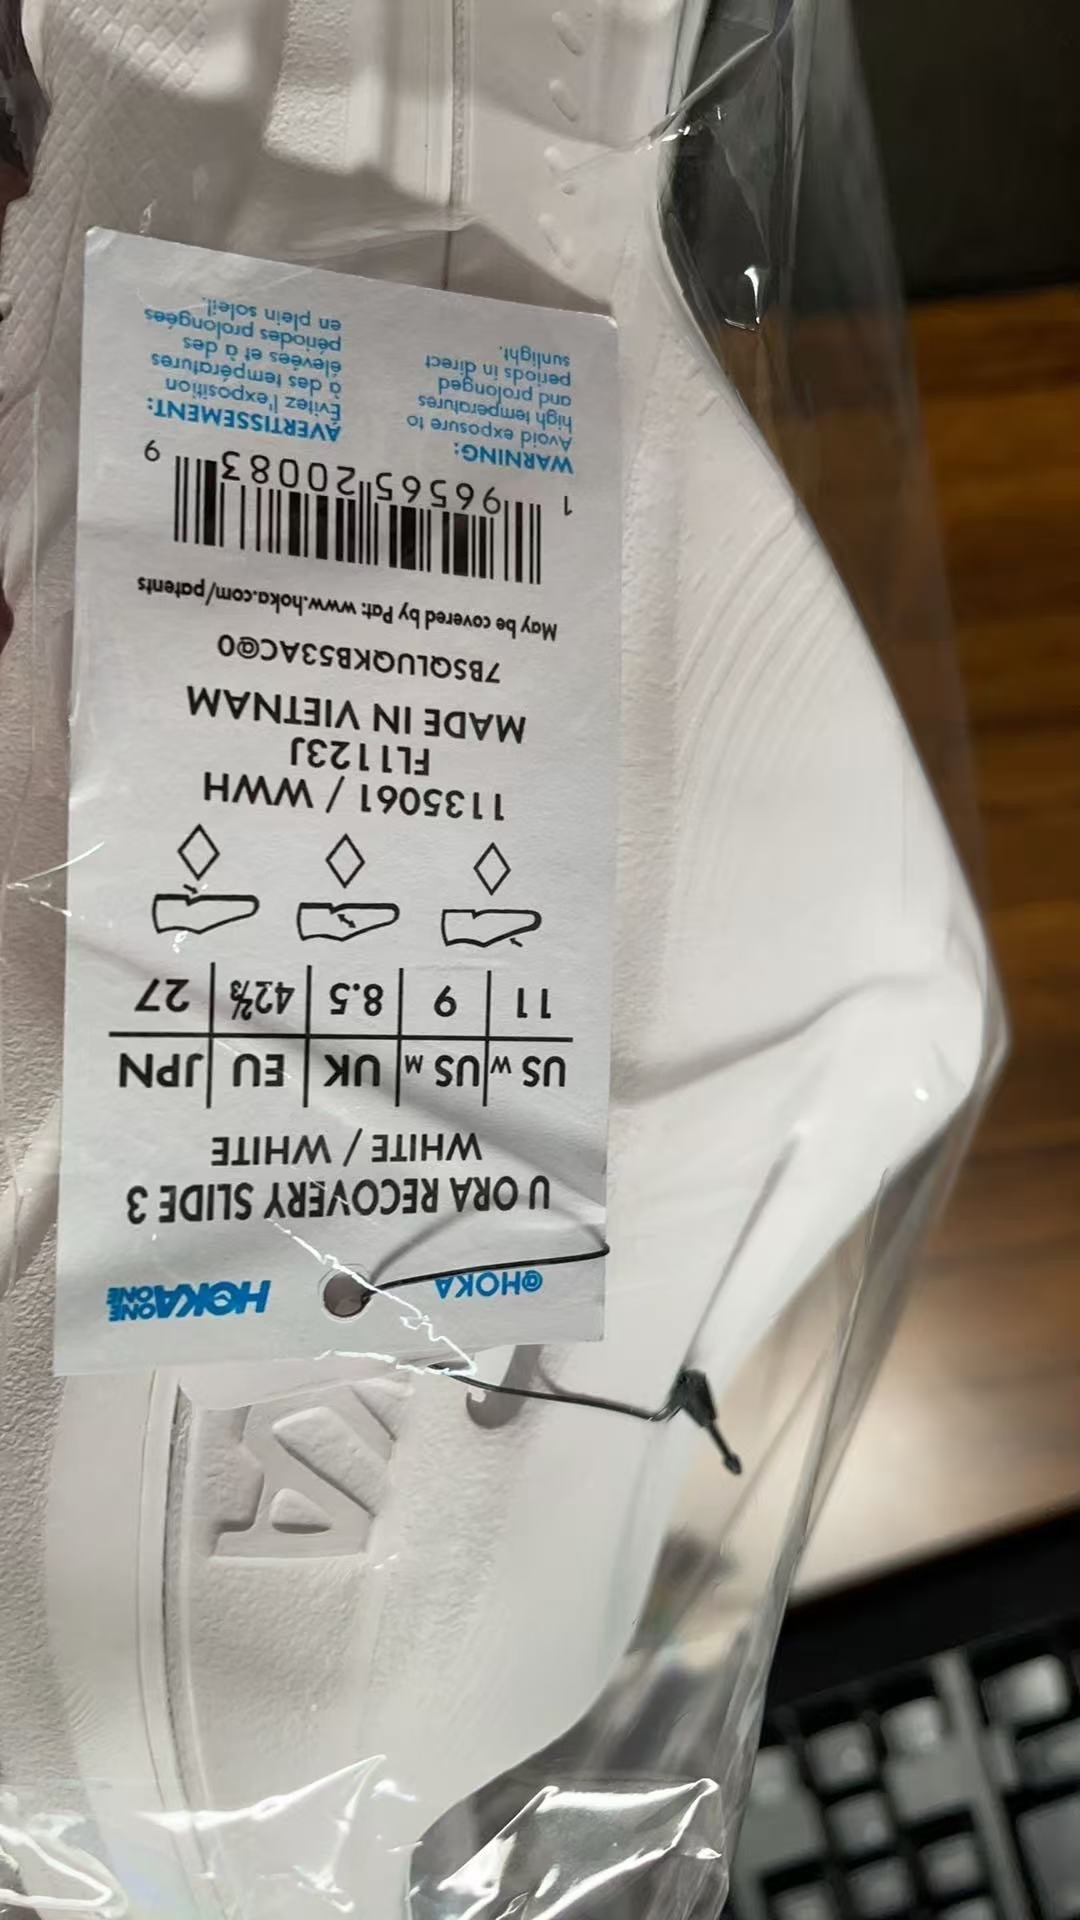 @HOKA
HOKA ONE ONE
U ORA RECOVERY SLIDE 3
WHITE / WHITE
US W US M UK EU JPN
11 9 8.5 42⅔ 27
1135061 / WWH
FL1123J
MADE IN VIETNAM
7BSQLUQKB53AC@0
May be covered by Pat: www.hoka.com/patents
1 96565 20083 9
WARNING:
Avoid exposure to
high temperatures
and prolonged
periods in direct
sunlight.
AVERTISSEMENT:
Évitez l'exposition
à des températures
élevées et à des
périodes prolongées
en plein soleil.